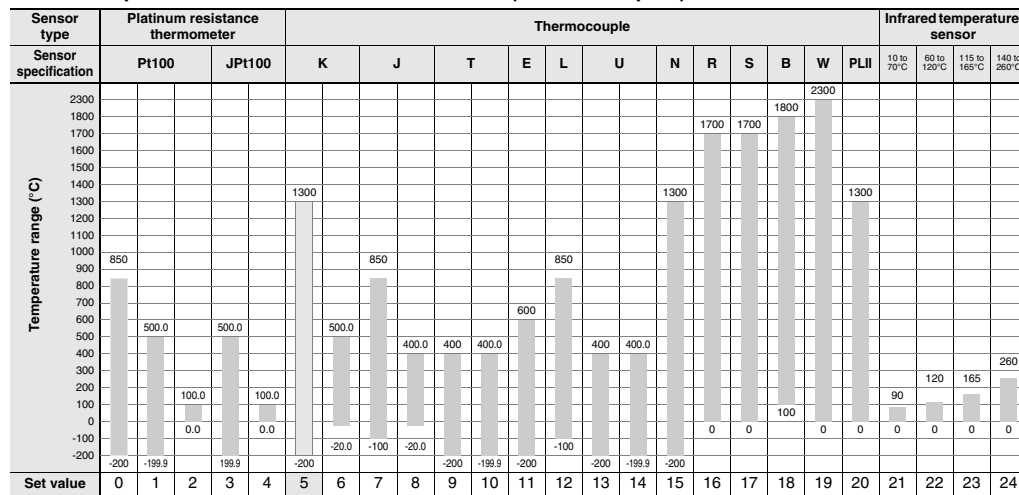 Sensor type Platinum resistance thermometer Thermocouple Infrared temperature sensor
Sensor specification Pt100 JPt100 K J T E L U N R S B W PLII 10 to 70°C 60 to 120°C 115 to 165°C 140 to 260°C
Temperature range (°C)
2300 2300
1800 1800
1700 1700 1700
1600
1500
1400 1300 1300 1300
1300
1200
1100
1000 850 850 850
900
800
700
600 600
500 500.0 500.0 500.0
400 400.0 400 400.0 400 400.0
300 260
200 100.0 100.0 90 120 165
100 100
0 0.0 0.0 0 0 0 0 0 0 0 0
-100 -20.0 -100 -20.0 -100
-200 -200 -199.9 199.9 -200 -200 -199.9 -200 -200 -199.9 -200
Set value 0 1 2 3 4 5 6 7 8 9 10 11 12 13 14 15 16 17 18 19 20 21 22 23 24